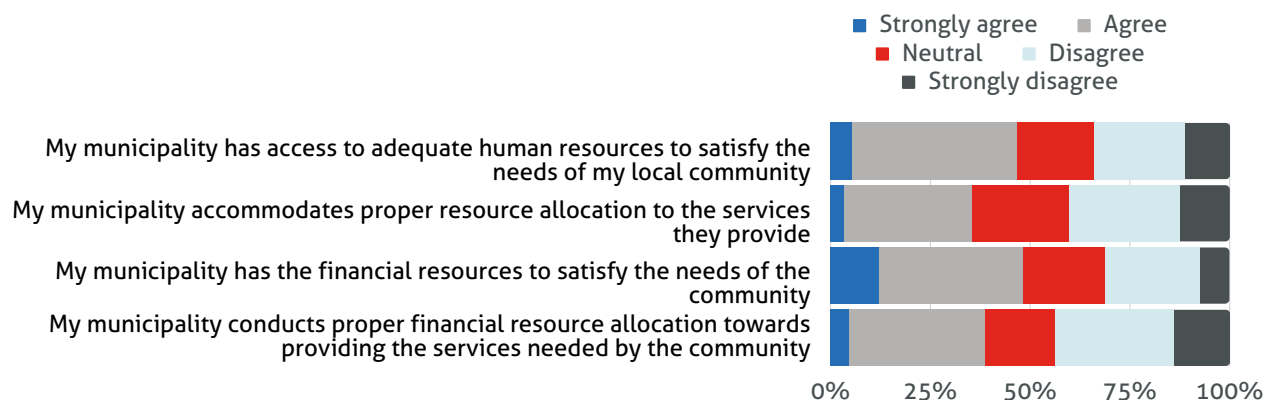 Strongly agree
Agree
Neutral
Disagree
Strongly disagree
My municipality has access to adequate human resources to satisfy the
needs of my local community
My municipality accommodates proper resource allocation to the services
they provide
My municipality has the financial resources to satisfy the needs of the
community
My municipality conducts proper financial resource allocation towards
providing the services needed by the community
0% 25% 50% 75% 100%